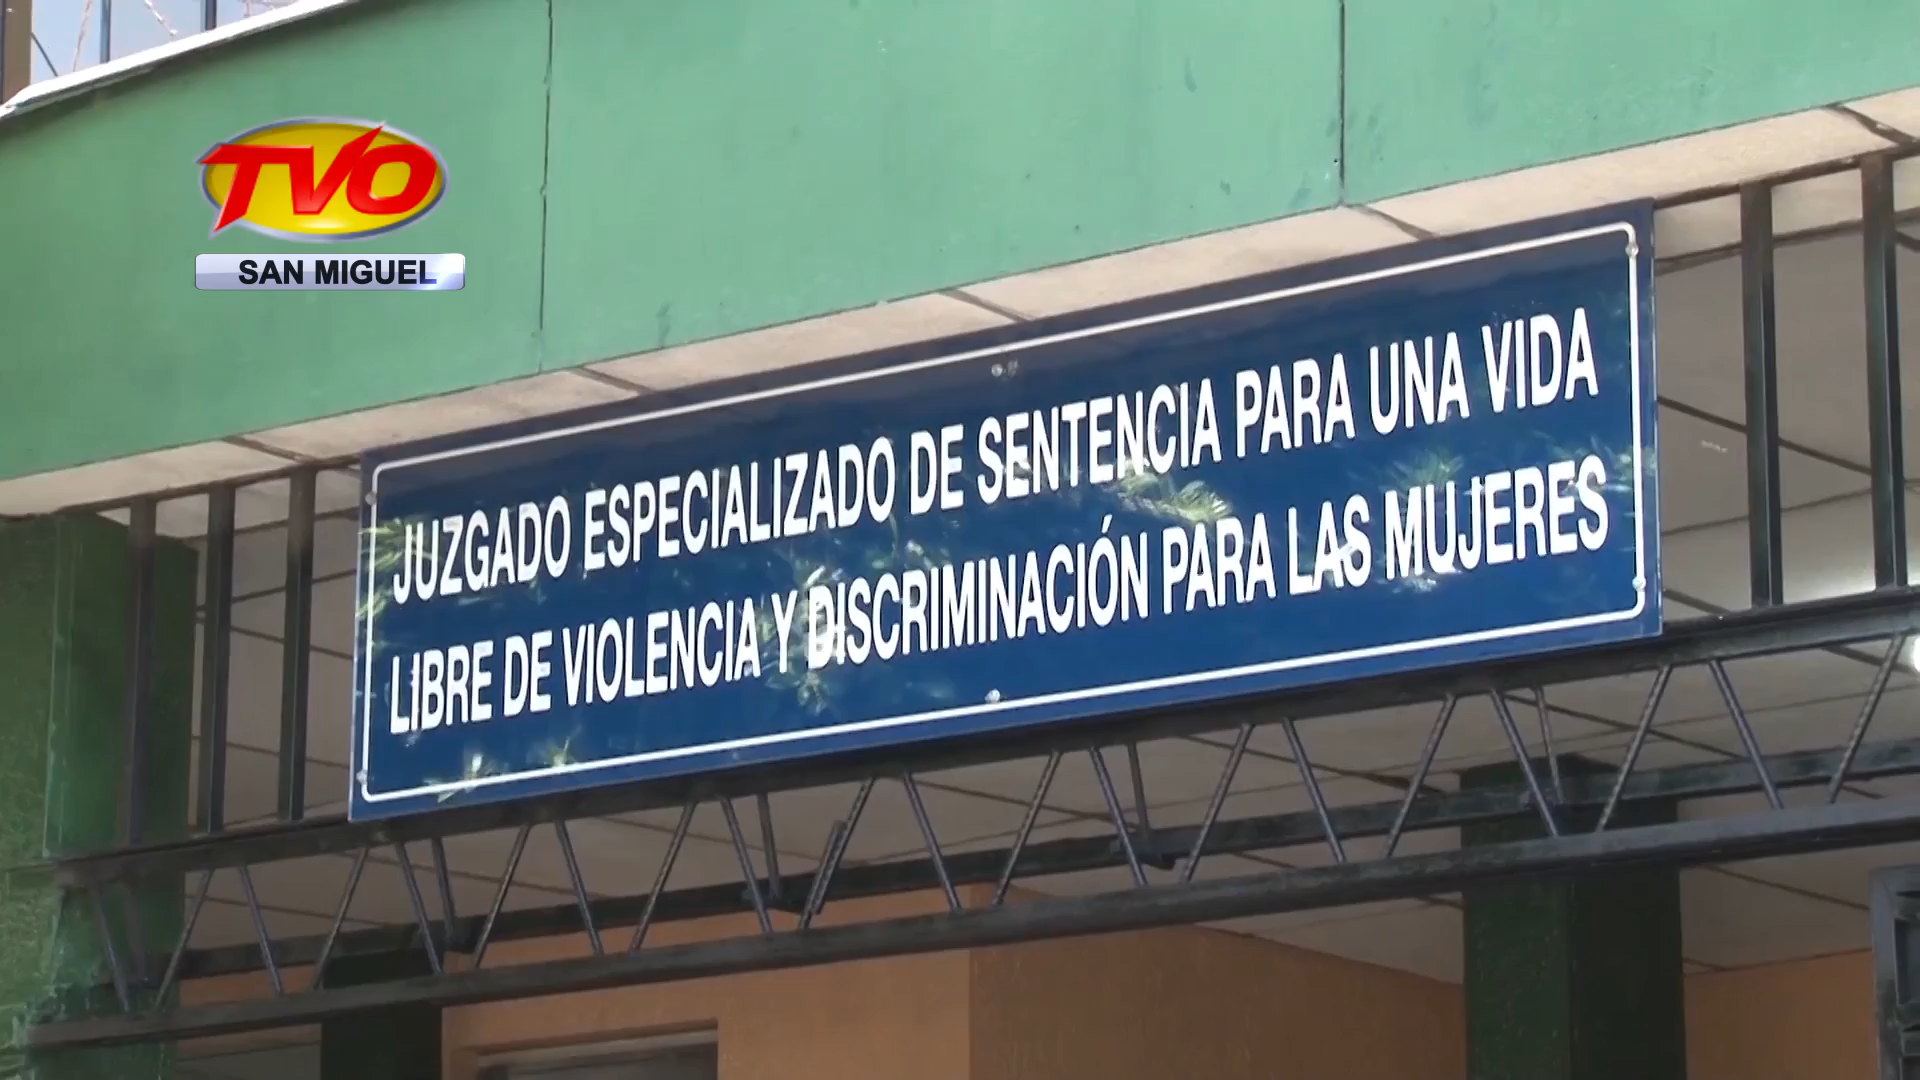 TVO
SAN MIGUEL
JUZGADO ESPECIALIZADO DE SENTENCIA PARA UNA VIDA
LIBRE DE VIOLENCIA Y DISCRIMINACIÓN PARA LAS MUJERES